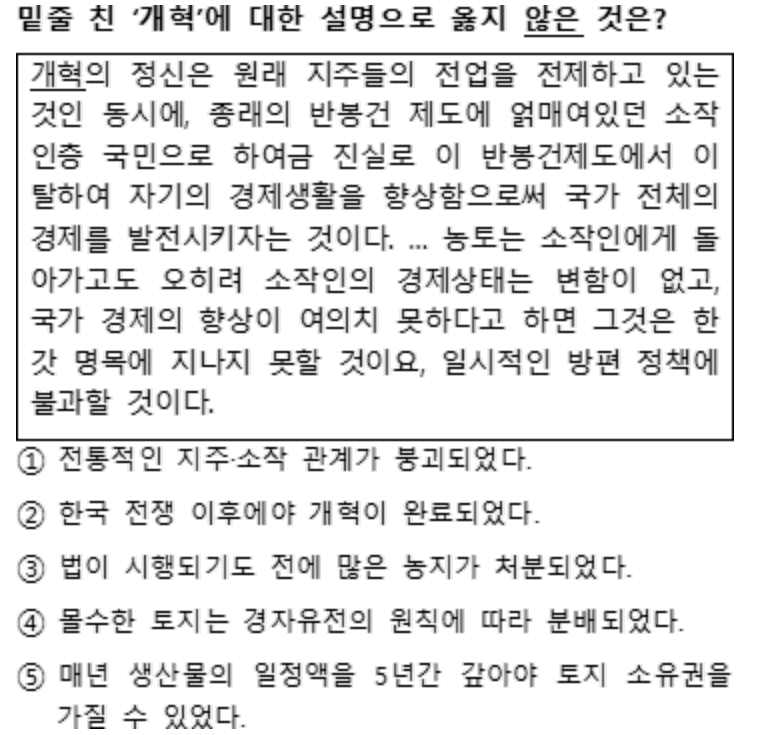 밑줄 친 '개혁'에 대한 설명으로 옳지 않은 것은?
개혁의 정신은 원래 지주들의 전업을 전제하고 있는
것인 동시에, 종래의 반봉건 제도에 얽매여있던 소작
인층 국민으로 하여금 진실로 이 반봉건제도에서 이
탈하여 자기의 경제생활을 향상함으로써 국가 전체의
경제를 발전시키자는 것이다. ... 농토는 소작인에게 돌
아가고도 오히려 소작인의 경제상태는 변함이 없고,
국가 경제의 향상이 여의치 못하다고 하면 그것은 한
갓 명목에 지나지 못할 것이요, 일시적인 방편 정책에
불과할 것이다.
① 전통적인 지주·소작 관계가 붕괴되었다.
② 한국 전쟁 이후에야 개혁이 완료되었다.
③ 법이 시행되기도 전에 많은 농지가 처분되었다.
④ 몰수한 토지는 경자유전의 원칙에 따라 분배되었다.
⑤ 매년 생산물의 일정액을 5년간 갚아야 토지 소유권을
가질 수 있었다.